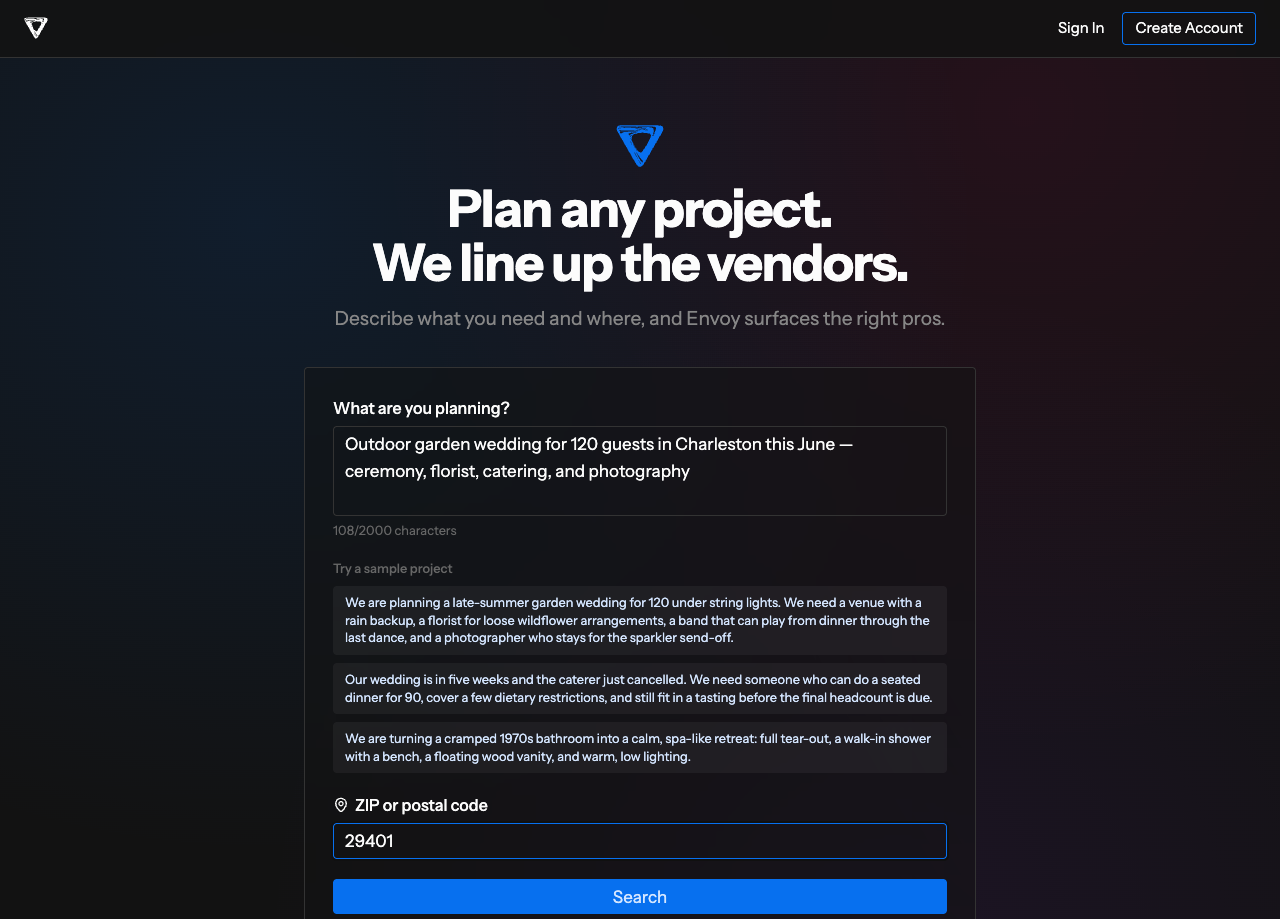 Sign In
Create Account
Plan any project.
We line up the vendors.
Describe what you need and where, and Envoy surfaces the right pros.
What are you planning?
Outdoor garden wedding for 120 guests in Charleston this June —
ceremony, florist, catering, and photography
108/2000 characters
Try a sample project
We are planning a late-summer garden wedding for 120 under string lights. We need a venue with a
rain backup, a florist for loose wildflower arrangements, a band that can play from dinner through the
last dance, and a photographer who stays for the sparkler send-off.
Our wedding is in five weeks and the caterer just cancelled. We need someone who can do a seated
dinner for 90, cover a few dietary restrictions, and still fit in a tasting before the final headcount is due.
We are turning a cramped 1970s bathroom into a calm, spa-like retreat: full tear-out, a walk-in shower
with a bench, a floating wood vanity, and warm, low lighting.
ZIP or postal code
29401
Search